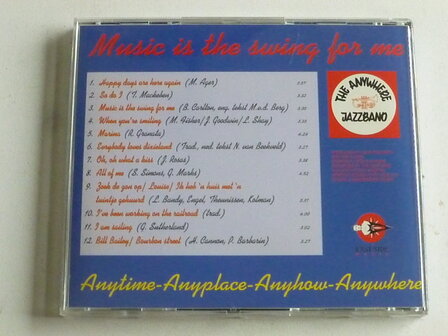 Music is the swing for me
1. Happy days are here again (M. Ager)
2. So do I (T. Mackeben)
3. Music is the swing for me (B. Carlton, eng. tekst M.a.d. Berg)
4. When you're smiling (M. Fisher/J. Goodwin/L. Shay)
5. Marina (R. Granata)
6. Everybody loves dixieland (Trad., ned. tekst N. van Beekveld)
7. Oh, oh what a kiss (J. Rosas)
8. All of me (S. Simons, G. Marks)
9. Zoek de zon op/ Louise/ Ik heb 'n huis met 'n
tuintje gehuurd (L. Bandy, Engel, Theunissen, Kolman)
10. I've been working on the railroad (trad.)
11. I am sailing (G. Sutherland)
12. Bill Bailey/ Bourbon street (H. Cannon, P. Barbarin)
THE ANYWHERE
JAZZBAND
Anytime-Anyplace-Anyhow-Anywhere